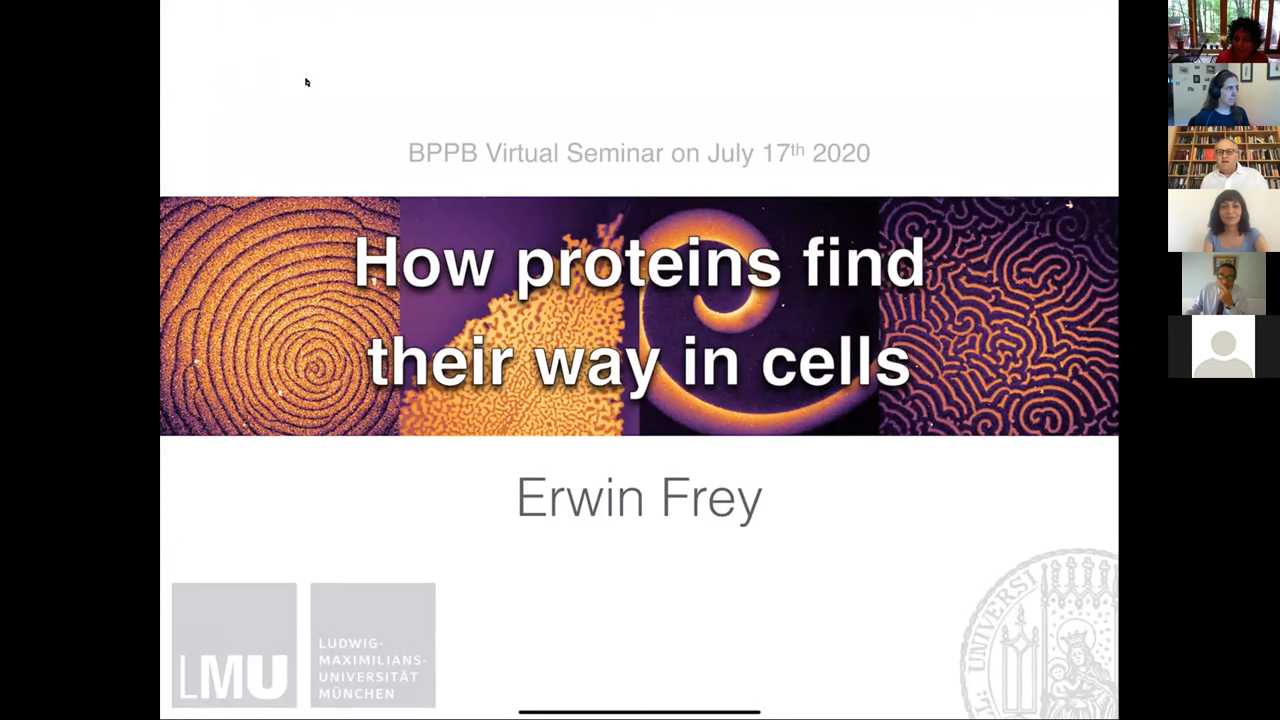 BPPB Virtual Seminar on July 17th 2020
How proteins find
their way in cells
Erwin Frey
LMU
LUDWIG-
MAXIMILIANS-
UNIVERSITÄT
MÜNCHEN
UNIVERSI